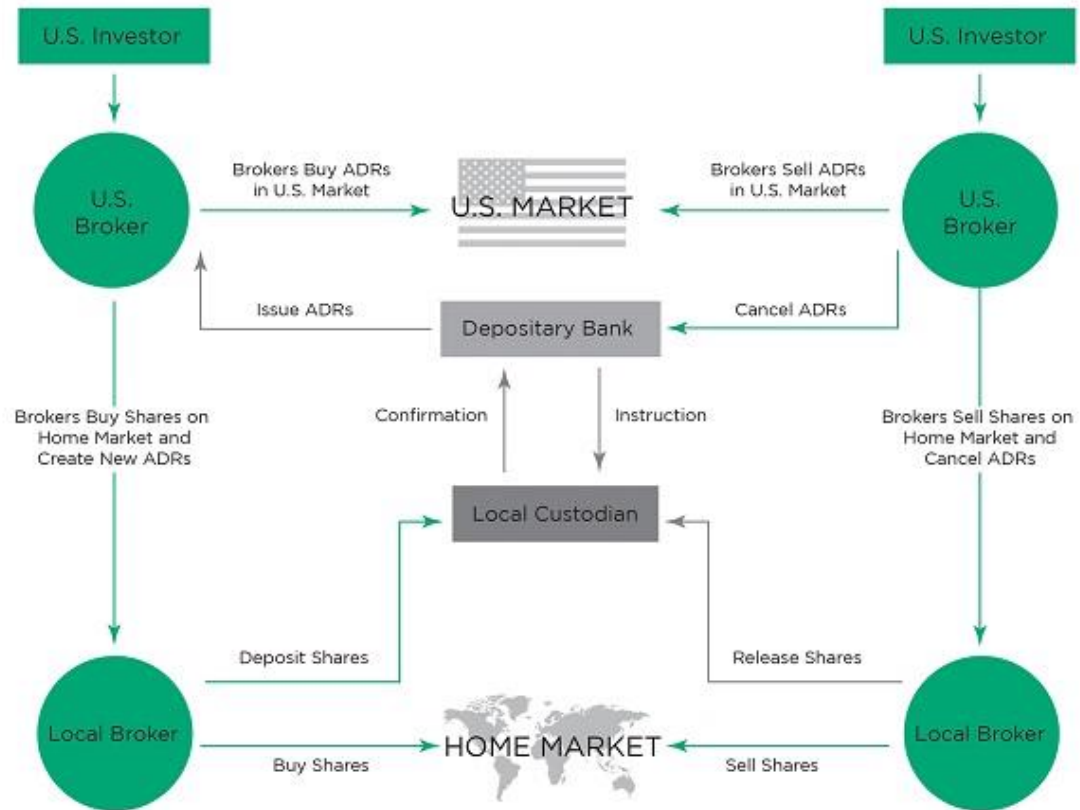 U.S. Investor
U.S. Investor
U.S.
Broker
Brokers Buy ADRs
in U.S. Market
U.S. MARKET
Brokers Sell ADRs
in U.S. Market
U.S.
Broker
Issue ADRs
Depositary Bank
Cancel ADRs
Brokers Buy Shares on
Home Market and
Create New ADRs
Confirmation
Instruction
Brokers Sell Shares on
Home Market and
Cancel ADRs
Local Custodian
Deposit Shares
Release Shares
Local Broker
Buy Shares
HOME MARKET
Sell Shares
Local Broker